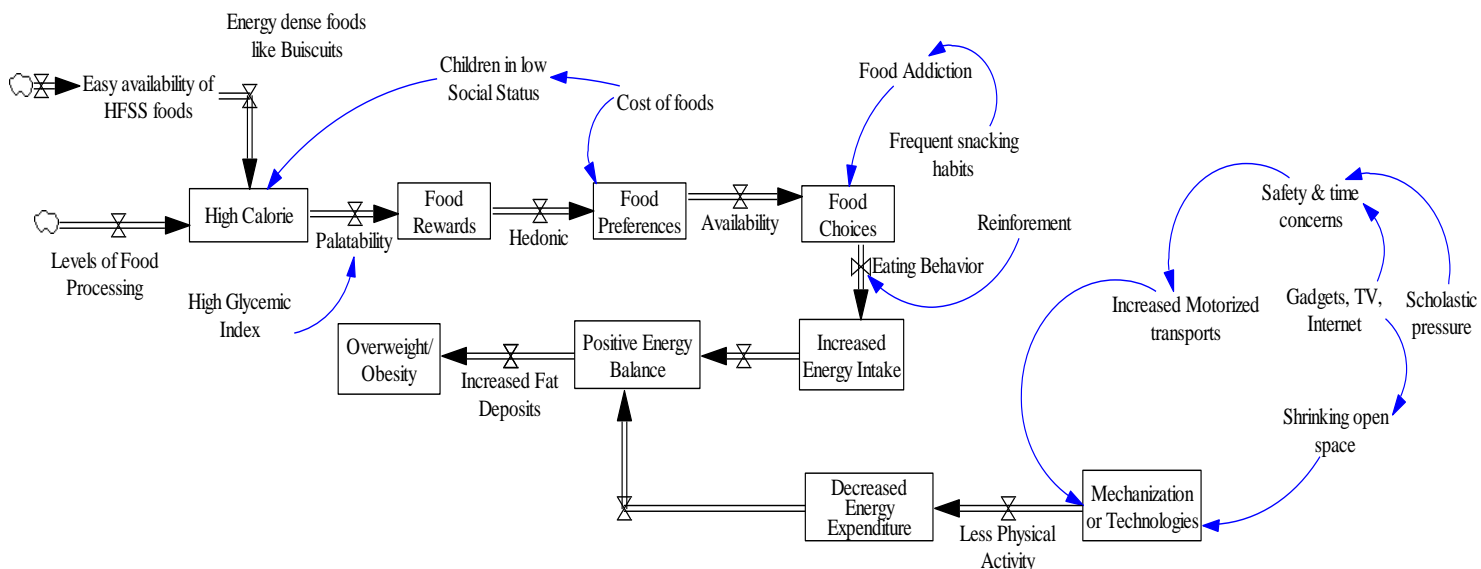 Energy dense foods
like Buiscuits
Easy availability of
HFSS foods
Children in low
Social Status
Cost of foods
Food Addiction
Frequent snacking
habits
Levels of Food
Processing
High Calorie
Palatability
High Glycemic
Index
Food
Rewards
Hedonic
Food
Preferences
Availability
Food
Choices
Reinforement
Eating Behavior
Increased
Energy Intake
Positive Energy
Balance
Increased Fat
Deposits
Overweight/
Obesity
Safety & time
concerns
Increased Motorized
transports
Gadgets, TV,
Internet
Scholastic
pressure
Shrinking open
space
Mechanization
or Technologies
Less Physical
Activity
Decreased
Energy
Expenditure